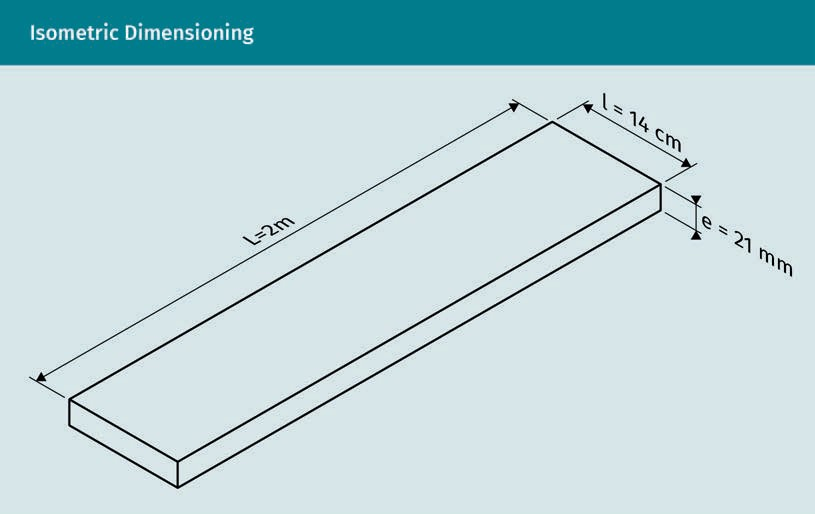 Isometric Dimensioning
l = 14 cm
L=2m
e = 21 mm